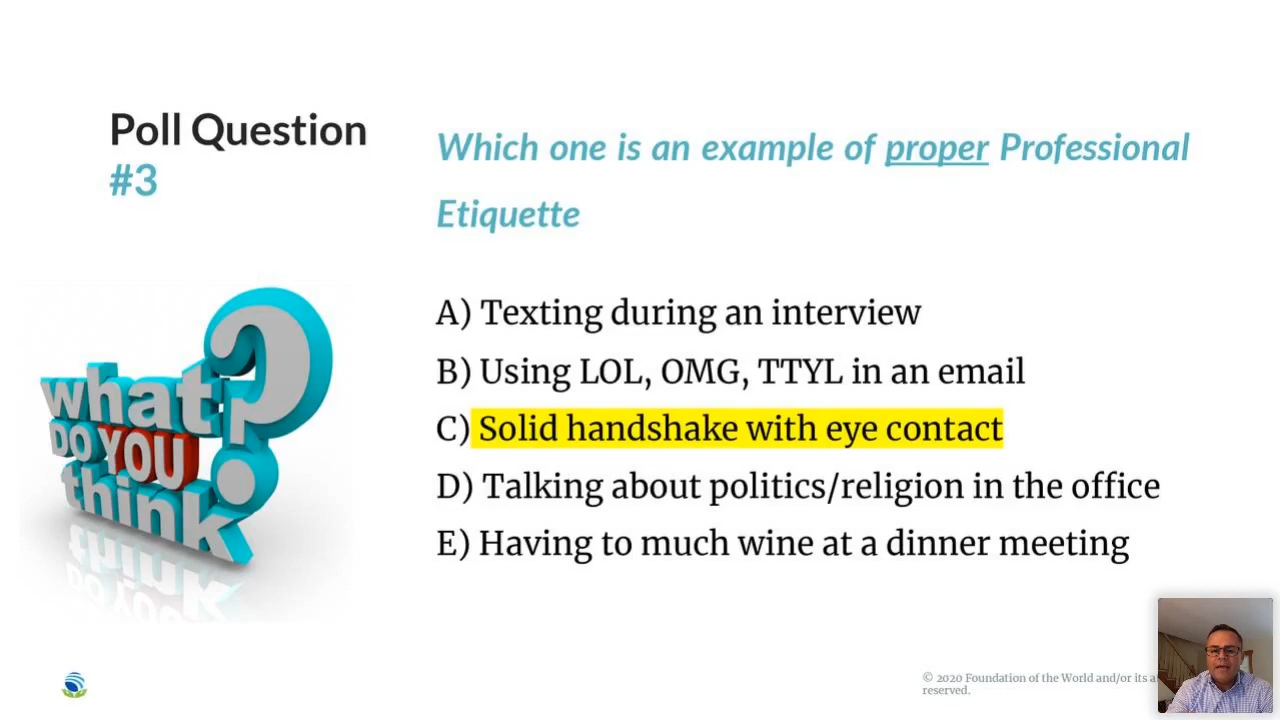 Poll Question
#3
Which one is an example of proper Professional
Etiquette
A) Texting during an interview
B) Using LOL, OMG, TTYL in an email
C) Solid handshake with eye contact
D) Talking about politics/religion in the office
E) Having to much wine at a dinner meeting
what
DO YOU
think
?
© 2020 Foundation of the World and/or its
reserved.